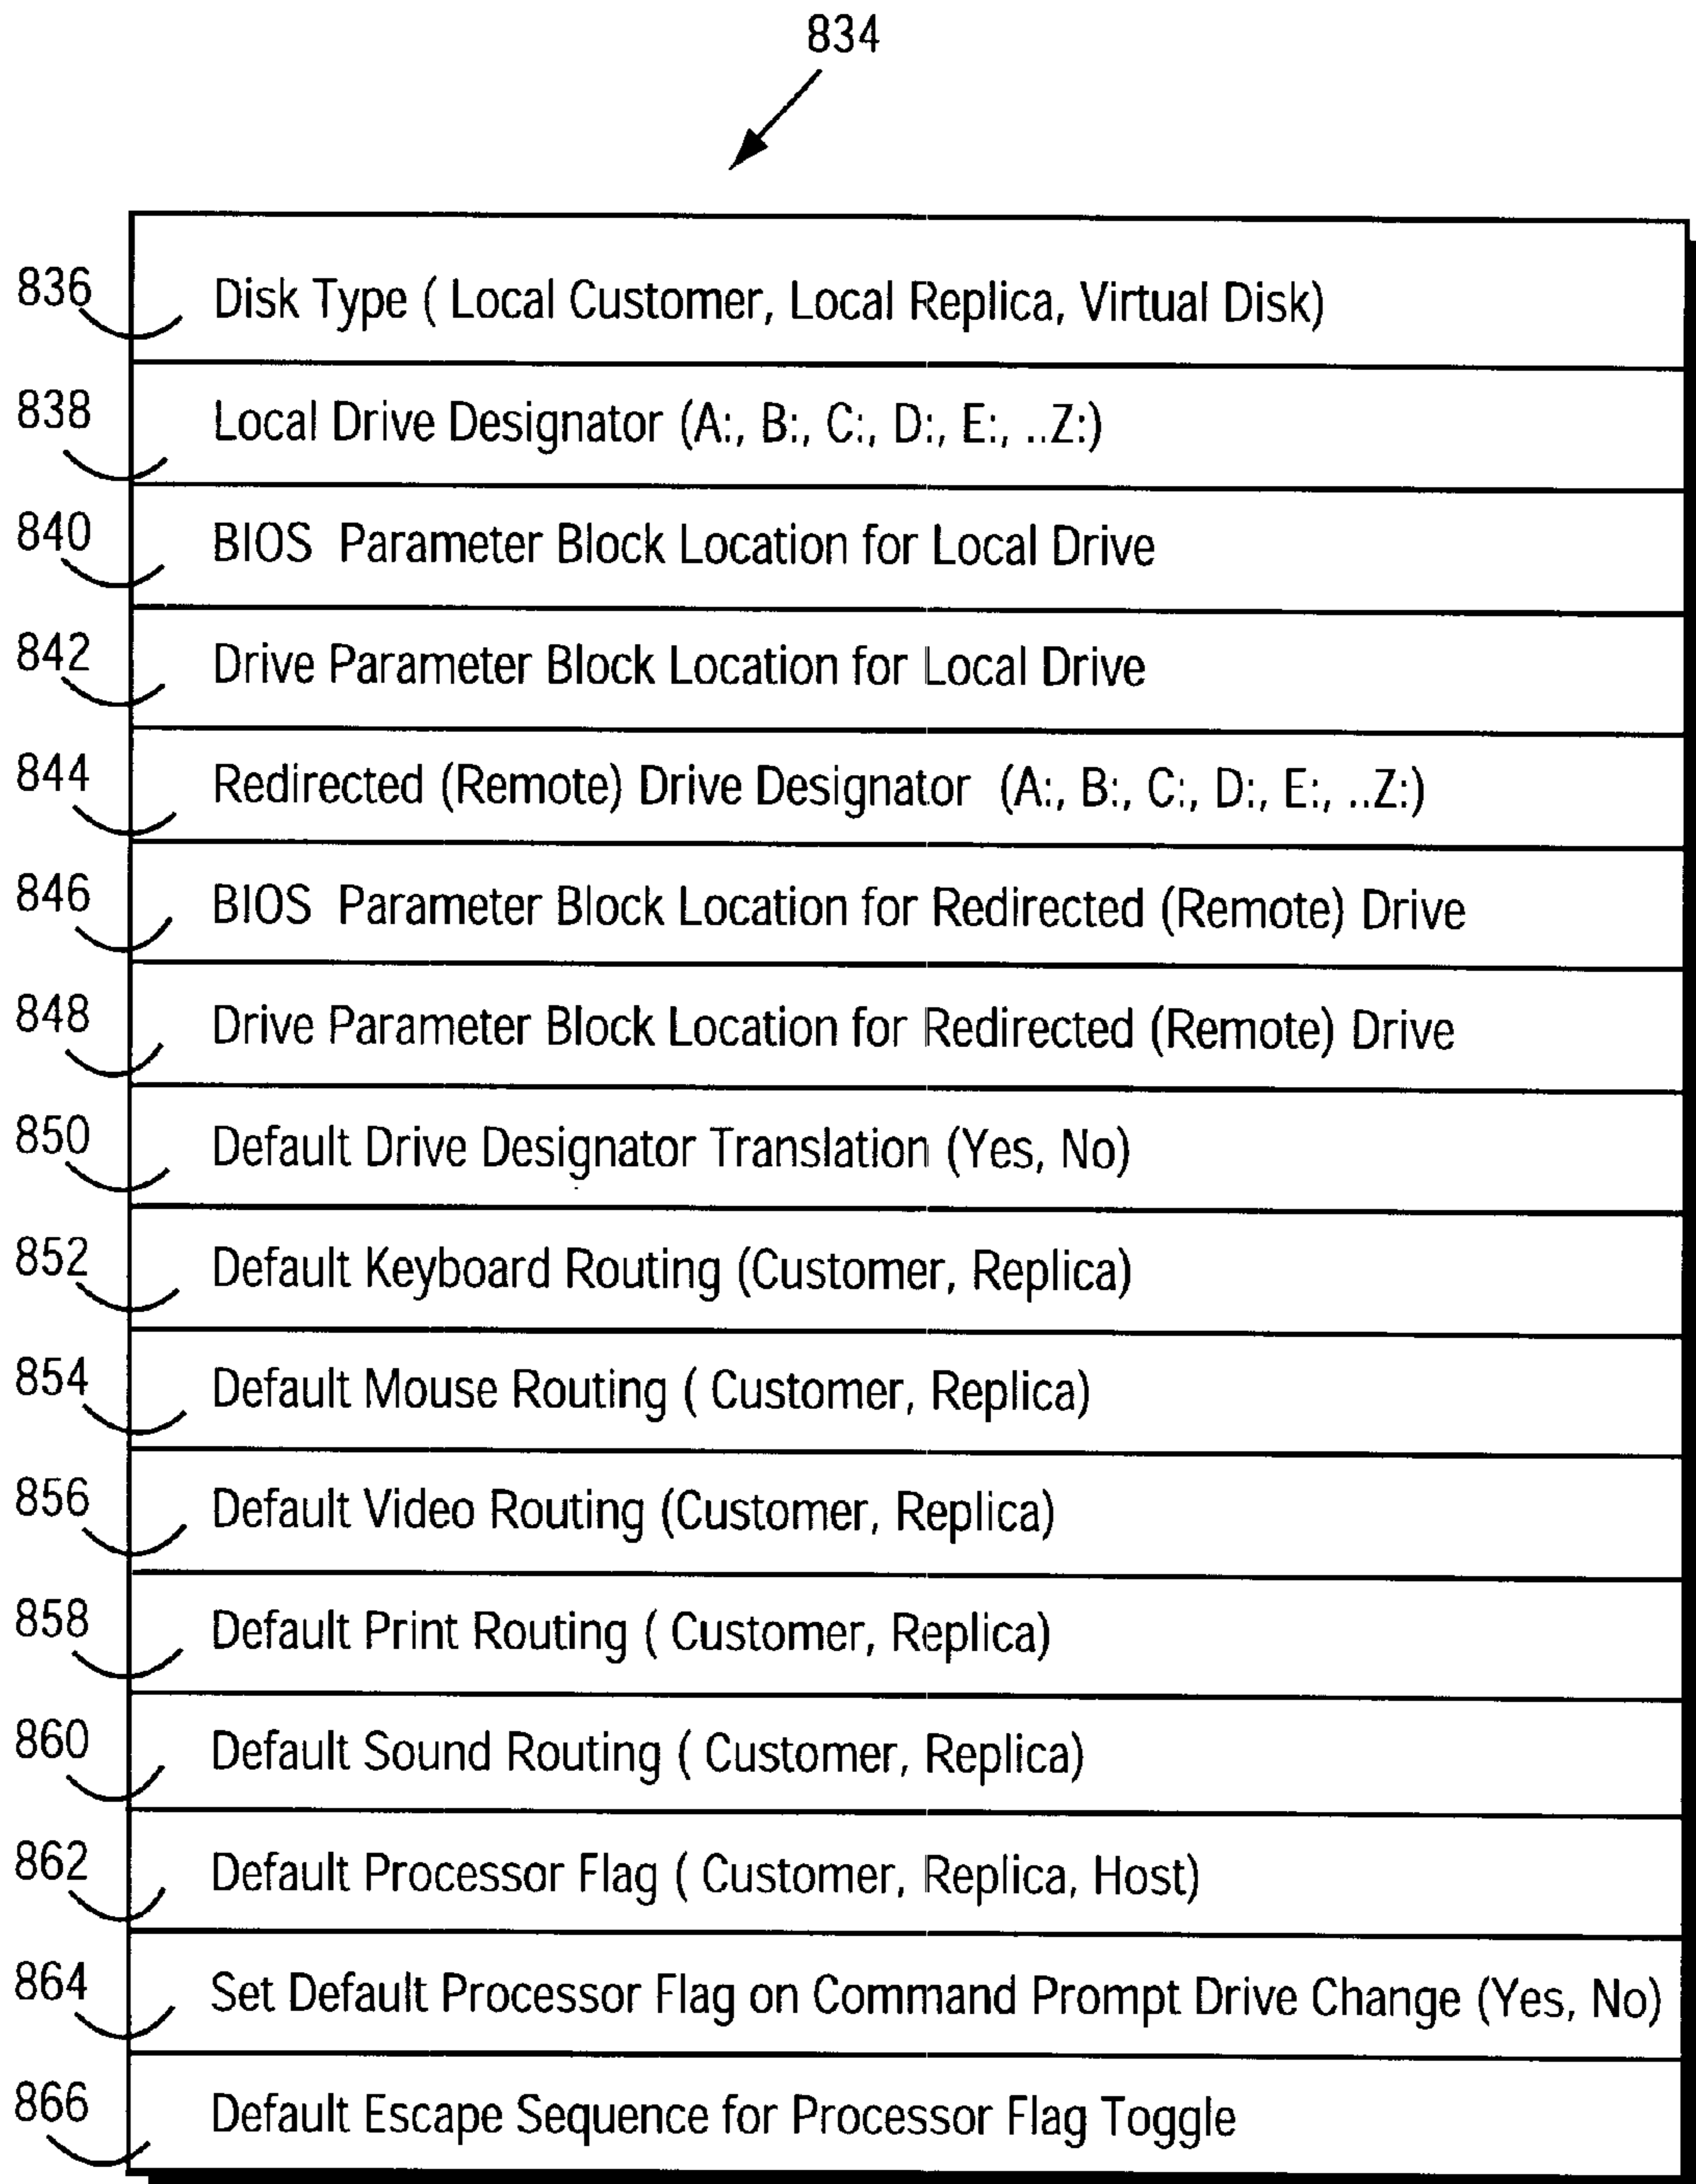 834
836 Disk Type ( Local Customer, Local Replica, Virtual Disk)
838 Local Drive Designator (A:, B:, C:, D:, E:, ..Z:)
840 BIOS Parameter Block Location for Local Drive
842 Drive Parameter Block Location for Local Drive
844 Redirected (Remote) Drive Designator (A:, B:, C:, D:, E:, ..Z:)
846 BIOS Parameter Block Location for Redirected (Remote) Drive
848 Drive Parameter Block Location for Redirected (Remote) Drive
850 Default Drive Designator Translation (Yes, No)
852 Default Keyboard Routing (Customer, Replica)
854 Default Mouse Routing ( Customer, Replica)
856 Default Video Routing (Customer, Replica)
858 Default Print Routing ( Customer, Replica)
860 Default Sound Routing ( Customer, Replica)
862 Default Processor Flag ( Customer, Replica, Host)
864 Set Default Processor Flag on Command Prompt Drive Change (Yes, No)
866 Default Escape Sequence for Processor Flag Toggle